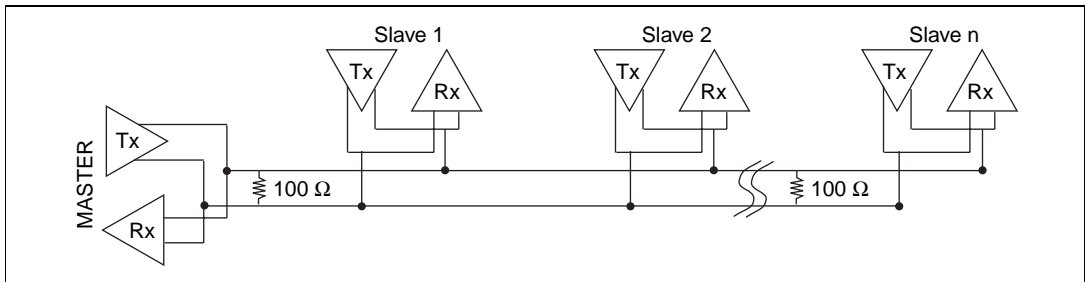 Slave 1
Slave 2
Slave n
Tx
Rx
Tx
Rx
Tx
Rx
MASTER
Tx
Rx
100 Ω
100 Ω